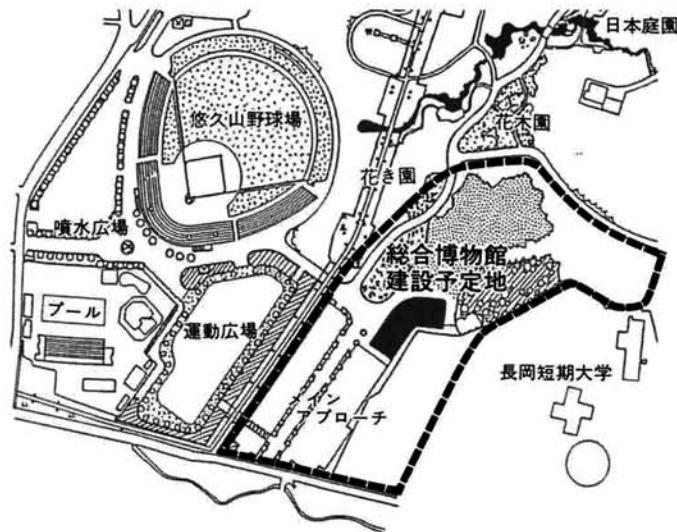 日本庭園
悠久山野球場
花木園
花き園
噴水広場
総合博物館
建設予定地
プール
運動広場
長岡短期大学
メイン
アプローチ